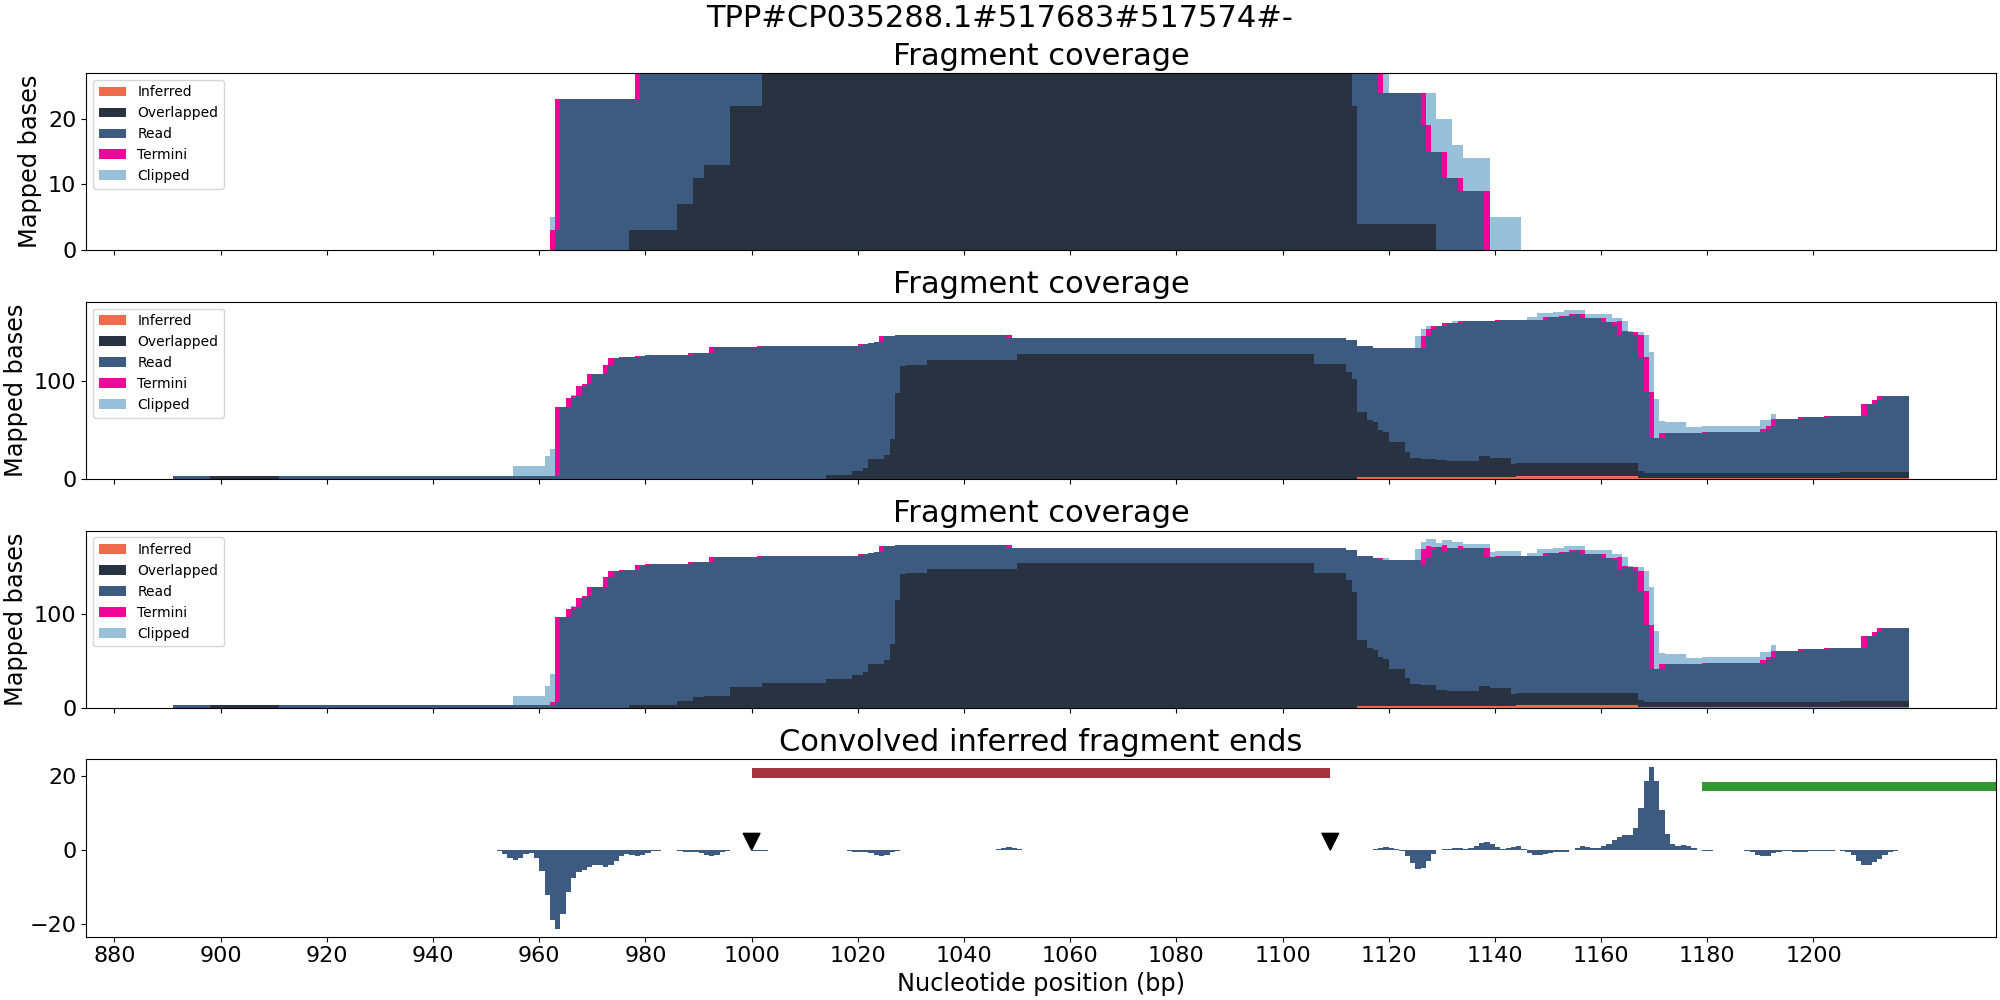 TPP#CP035288.1#517683#517574#-
Fragment coverage
Mapped bases
20
10
0
Inferred
Overlapped
Read
Termini
Clipped
Fragment coverage
Mapped bases
100
0
Inferred
Overlapped
Read
Termini
Clipped
Fragment coverage
Mapped bases
100
0
Inferred
Overlapped
Read
Termini
Clipped
Convolved inferred fragment ends
20
0
−20
880 900 920 940 960 980 1000 1020 1040 1060 1080 1100 1120 1140 1160 1180 1200
Nucleotide position (bp)